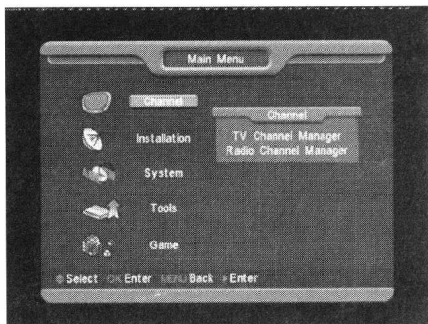 Main Menu
Channel
Installation
System
Tools
Game
Channel
TV Channel Manager
Radio Channel Manager
Select OK Enter MENU Back Enter